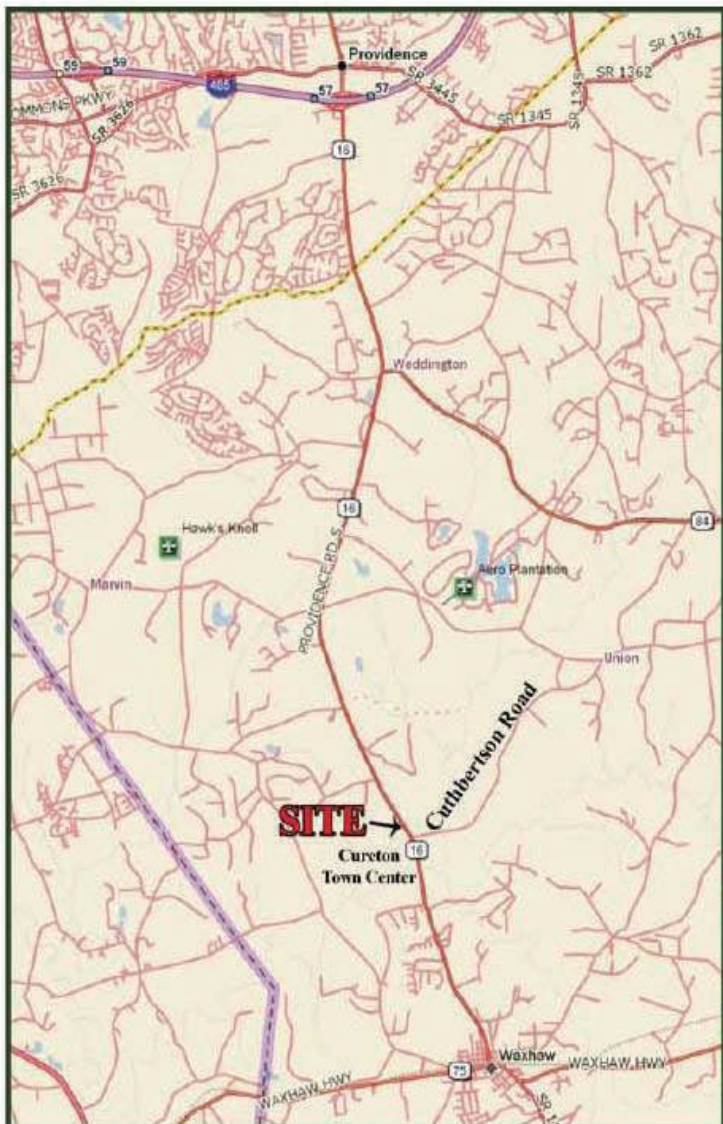 Providence
59
59
485
57
57
OMMONS PKWY
SR 3626
SR 3445
SR 1345
SR 1345
SR 1362
SR 1362
SR 3626
16
Weddington
16
84
Hawk's Knoll
Aero Plantation
Marvin
PROVIDENCE RD S
Union
Cuthbertson Road
SITE
16
Cureton
Town Center
Waxhaw
75
WAXHAW HWY
WAXHAW HWY